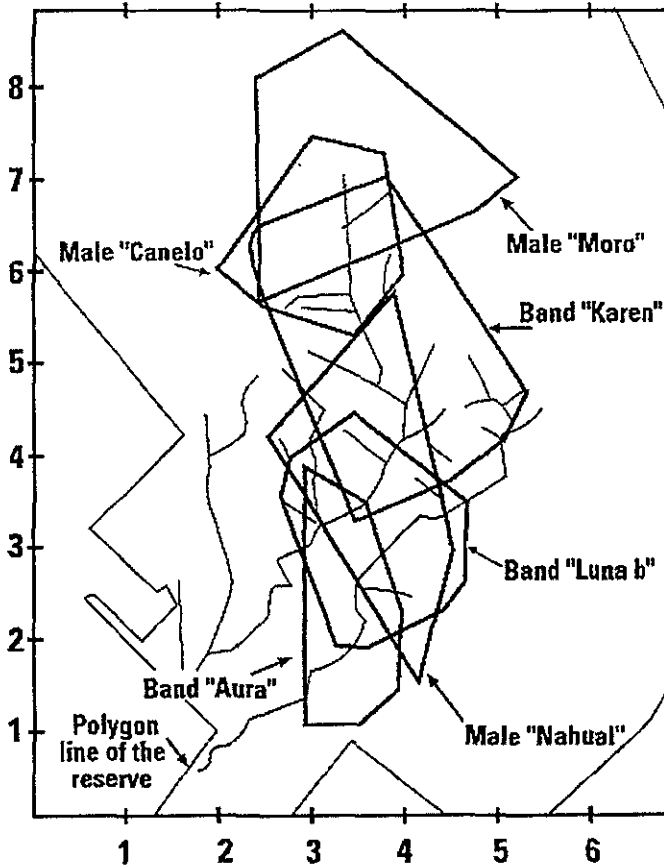 8
7
Male "Canelo"
Male "Moro"
6
Band "Karen"
5
4
3
Band "Luna b"
2
Band "Aura"
Male "Nahual"
1
Polygon
line of the
reserve
1 2 3 4 5 6